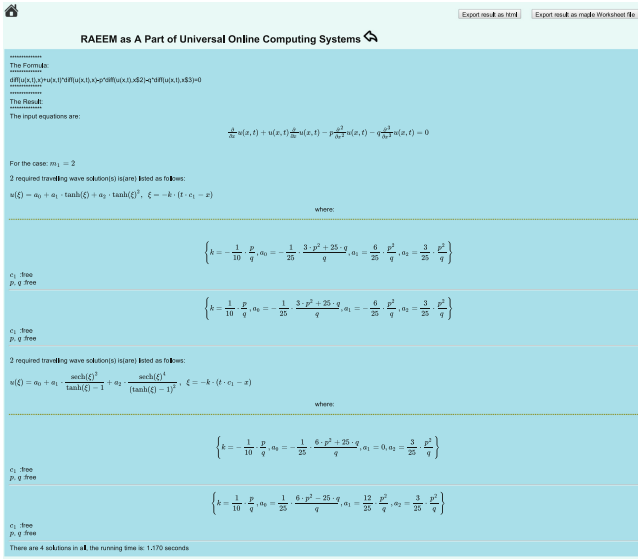 Export result as html Export result as maple Worksheet file
RAEEM as A Part of Universal Online Computing Systems
**************
The Formula:
**************
diff(u(x,t),x)+u(x,t)*diff(u(x,t),x)-p*diff(u(x,t),x$2)-q*diff(u(x,t),x$3)=0
**************
**************
The Result:
**************
The input equations are:
∂/∂x u(x, t) + u(x, t) ∂/∂x u(x, t) − p ∂²/∂x² u(x, t) − q ∂³/∂x³ u(x, t) = 0
For the case: m₁ = 2
2 required travelling wave solution(s) is(are) listed as follows:
u(ξ) = a₀ + a₁ · tanh(ξ) + a₂ · tanh(ξ)², ξ = −k · (t · c₁ − x)
where:
{k = − 1/10 · p/q, a₀ = − 1/25 · (3 · p² + 25 · q)/q, a₁ = 6/25 · p²/q, a₂ = 3/25 · p²/q}
c₁ :free
p, q :free
{k = 1/10 · p/q, a₀ = − 1/25 · (3 · p² + 25 · q)/q, a₁ = − 6/25 · p²/q, a₂ = 3/25 · p²/q}
c₁ :free
p, q :free
2 required travelling wave solution(s) is(are) listed as follows:
u(ξ) = a₀ + a₁ · sech(ξ)²/(tanh(ξ) − 1) + a₂ · sech(ξ)⁴/(tanh(ξ) − 1)², ξ = −k · (t · c₁ − x)
where:
{k = − 1/10 · p/q, a₀ = − 1/25 · (6 · p² + 25 · q)/q, a₁ = 0, a₂ = 3/25 · p²/q}
c₁ :free
p, q :free
{k = 1/10 · p/q, a₀ = 1/25 · (6 · p² − 25 · q)/q, a₁ = 12/25 · p²/q, a₂ = 3/25 · p²/q}
c₁ :free
p, q :free
There are 4 solutions in all, the running time is: 1.170 seconds